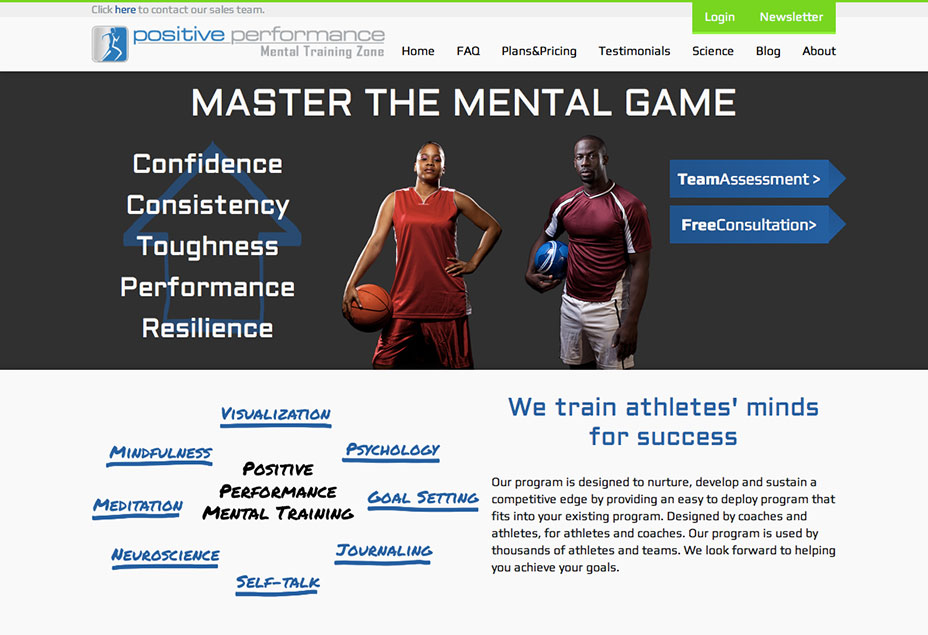 Click here to contact our sales team.
Login Newsletter
positive performance
Mental Training Zone
Home FAQ Plans&Pricing Testimonials Science Blog About
MASTER THE MENTAL GAME
Confidence
Consistency
Toughness
Performance
Resilience
TeamAssessment >
FreeConsultation>
Visualization
Mindfulness
Psychology
Positive
Performance
Mental Training
Meditation
Goal Setting
Neuroscience
Journaling
Self-talk
We train athletes' minds
for success
Our program is designed to nurture, develop and sustain a
competitive edge by providing an easy to deploy program that
fits into your existing program. Designed by coaches and
athletes, for athletes and coaches. Our program is used by
thousands of athletes and teams. We look forward to helping
you achieve your goals.